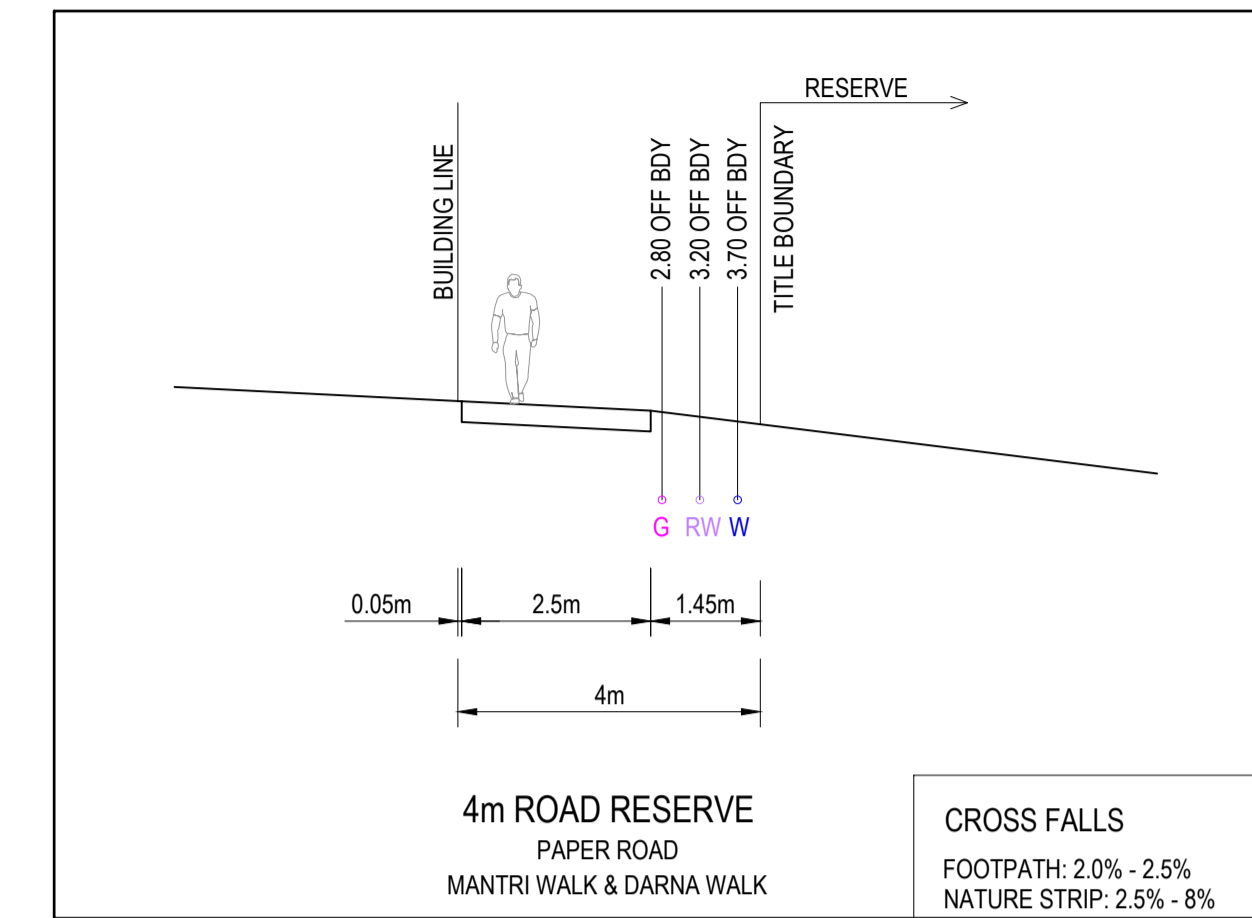 RESERVE
BUILDING LINE
2.80 OFF BDY
3.20 OFF BDY
3.70 OFF BDY
TITLE BOUNDARY
G RW W
0.05m 2.5m 1.45m
4m
4m ROAD RESERVE
PAPER ROAD
MANTRI WALK & DARNA WALK
CROSS FALLS
FOOTPATH: 2.0% - 2.5%
NATURE STRIP: 2.5% - 8%